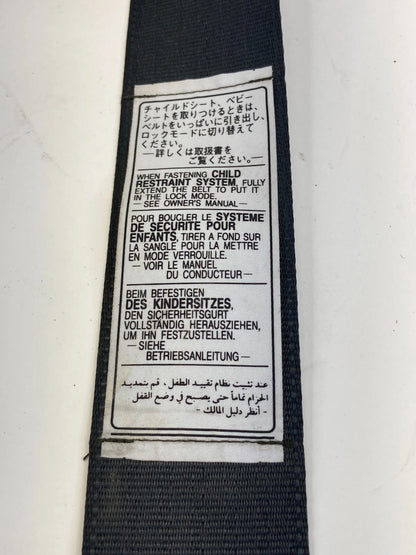 チャイルドシート、ベビー
シートを取りつけるときは、
ベルトをいっぱいに引き出し、
ロックモードに切り替えて
ください。
—詳しくは取扱書を
ご覧ください。—
WHEN FASTENING CHILD
RESTRAINT SYSTEM, FULLY
EXTEND THE BELT TO PUT IT
IN THE LOCK MODE.
— SEE OWNER'S MANUAL —
POUR BOUCLER LE SYSTEME
DE SECURITE POUR
ENFANTS, TIRER A FOND SUR
LA SANGLE POUR LA METTRE
EN MODE VERROUILLE.
— VOIR LE MANUEL
DU CONDUCTEUR —
BEIM BEFESTIGEN
DES KINDERSITZES,
DEN SICHERHEITSGURT
VOLLSTÄNDIG HERAUSZIEHEN,
UM IHN FESTZUSTELLEN.
— SIEHE
BETRIEBSANLEITUNG —
عند تثبيت نظام تقييد الطفل، قم بتمديد
الحزام تماماً حتى يصبح في وضع القفل
- أنظر دليل المالك -